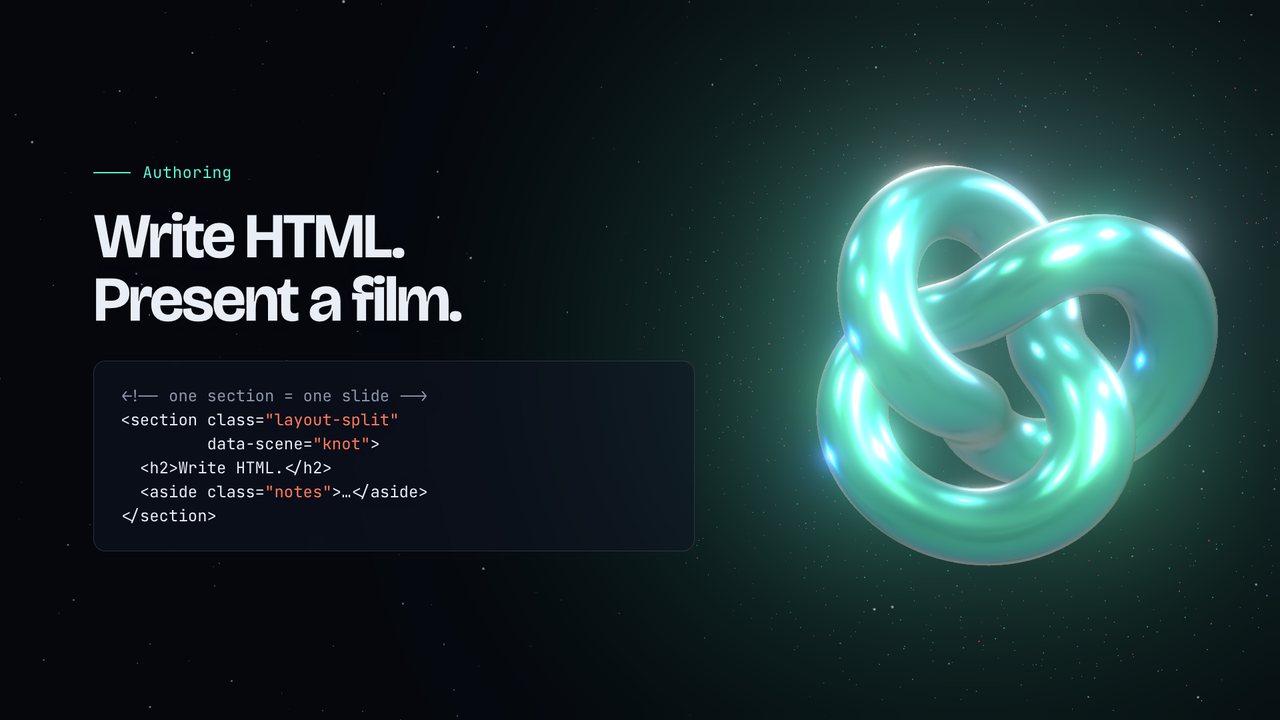 Authoring
Write HTML.
Present a film.
<!-- one section = one slide -->
<section class="layout-split"
         data-scene="knot">
  <h2>Write HTML.</h2>
  <aside class="notes">…</aside>
</section>